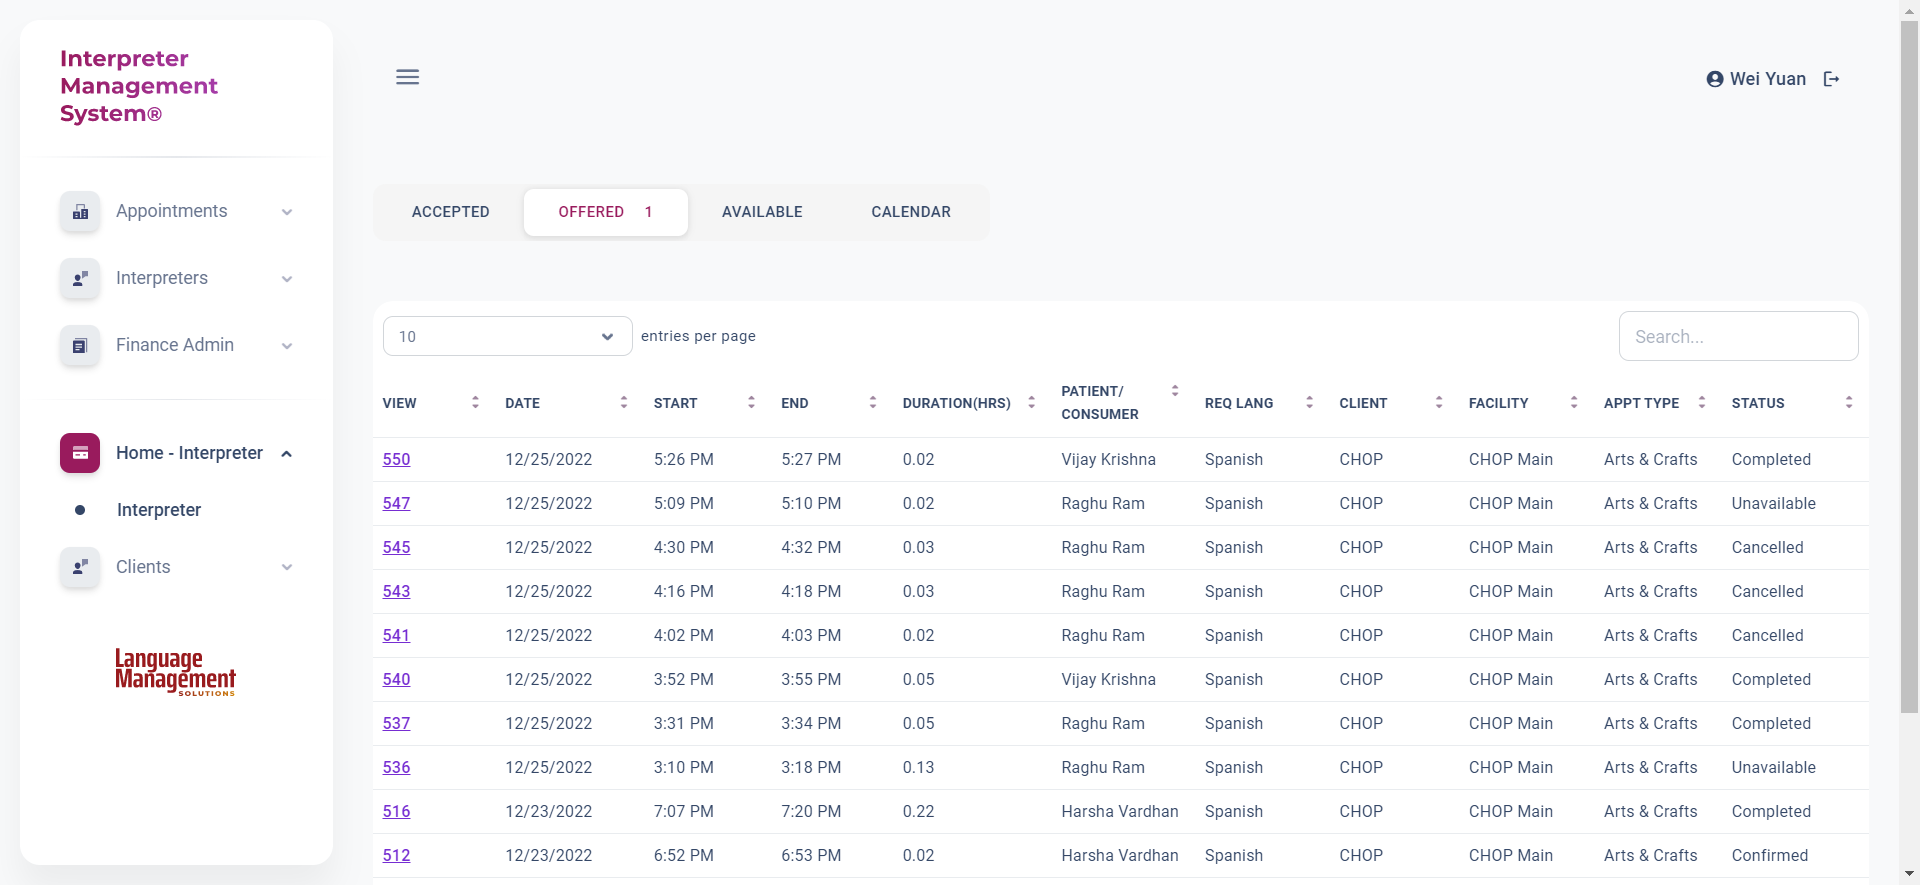 Interpreter
Management
System®
Wei Yuan
Appointments
Interpreters
Finance Admin
Home - Interpreter
Interpreter
Clients
Language
Management
SOLUTIONS
ACCEPTED OFFERED 1 AVAILABLE CALENDAR
10 entries per page Search...
VIEW DATE START END DURATION(HRS) PATIENT/ CONSUMER REQ LANG CLIENT FACILITY APPT TYPE STATUS
550 12/25/2022 5:26 PM 5:27 PM 0.02 Vijay Krishna Spanish CHOP CHOP Main Arts & Crafts Completed
547 12/25/2022 5:09 PM 5:10 PM 0.02 Raghu Ram Spanish CHOP CHOP Main Arts & Crafts Unavailable
545 12/25/2022 4:30 PM 4:32 PM 0.03 Raghu Ram Spanish CHOP CHOP Main Arts & Crafts Cancelled
543 12/25/2022 4:16 PM 4:18 PM 0.03 Raghu Ram Spanish CHOP CHOP Main Arts & Crafts Cancelled
541 12/25/2022 4:02 PM 4:03 PM 0.02 Raghu Ram Spanish CHOP CHOP Main Arts & Crafts Cancelled
540 12/25/2022 3:52 PM 3:55 PM 0.05 Vijay Krishna Spanish CHOP CHOP Main Arts & Crafts Completed
537 12/25/2022 3:31 PM 3:34 PM 0.05 Raghu Ram Spanish CHOP CHOP Main Arts & Crafts Completed
536 12/25/2022 3:10 PM 3:18 PM 0.13 Raghu Ram Spanish CHOP CHOP Main Arts & Crafts Unavailable
516 12/23/2022 7:07 PM 7:20 PM 0.22 Harsha Vardhan Spanish CHOP CHOP Main Arts & Crafts Completed
512 12/23/2022 6:52 PM 6:53 PM 0.02 Harsha Vardhan Spanish CHOP CHOP Main Arts & Crafts Confirmed